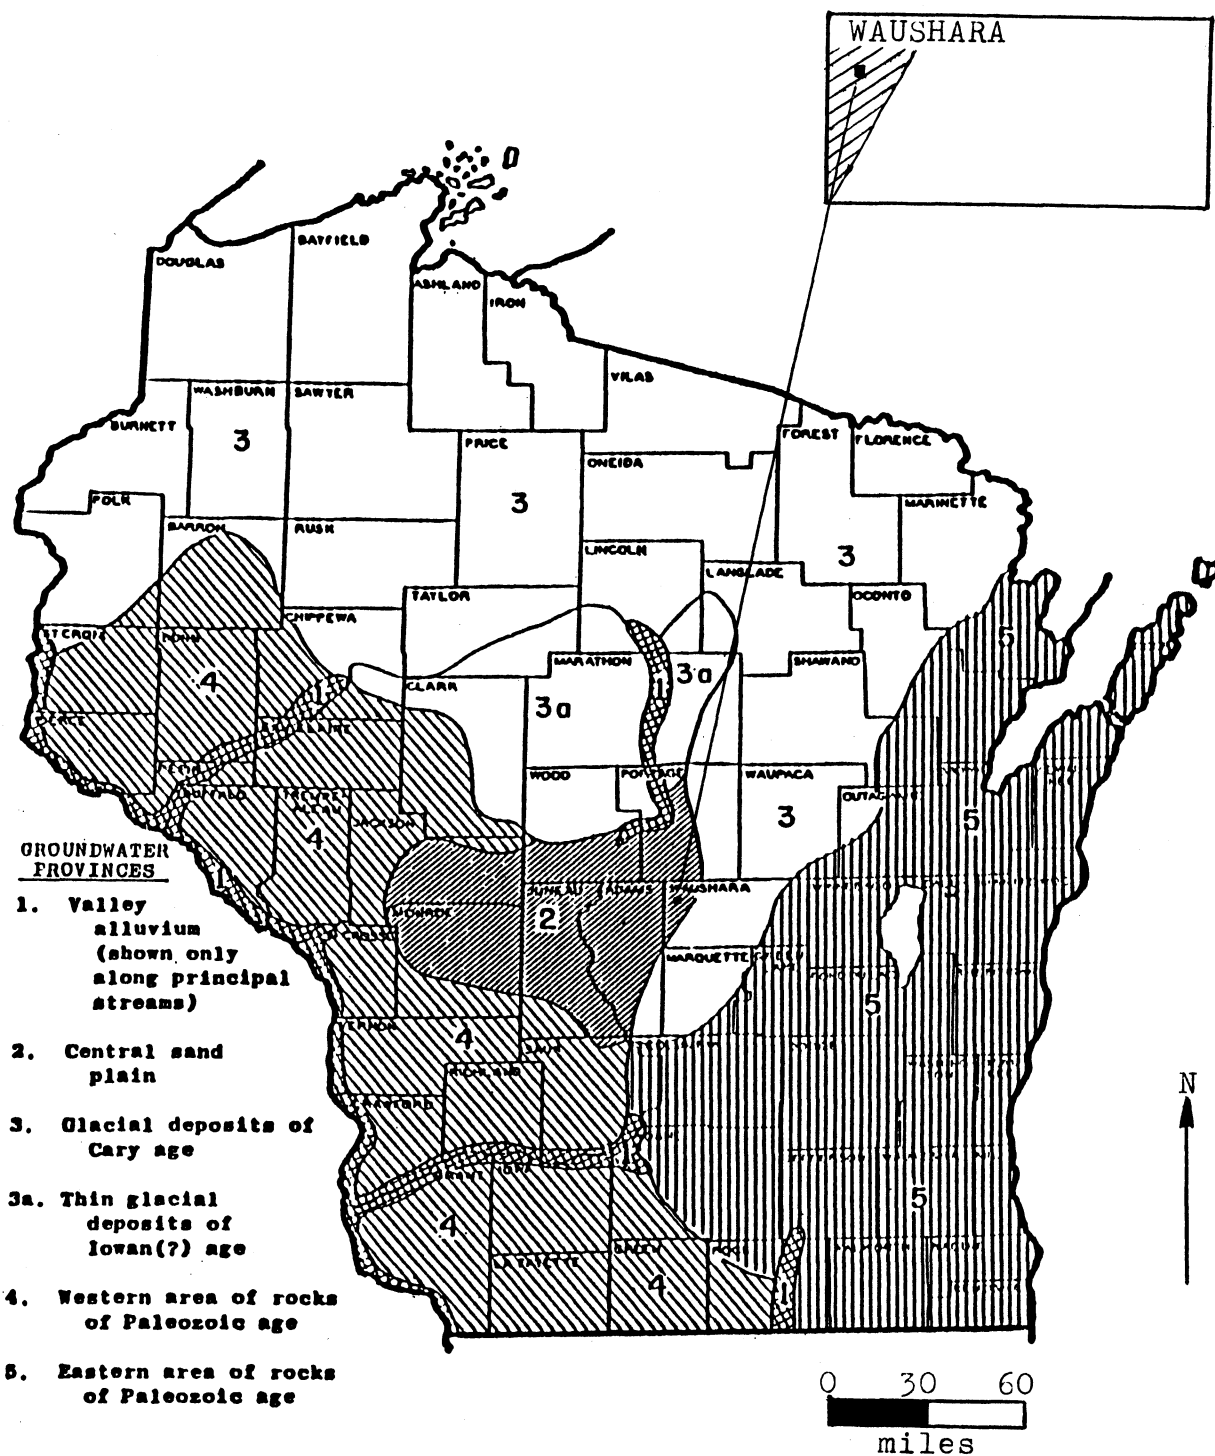 WAUSHARA
BAYFIELD
DOUGLAS
ASHLAND
IRON
VILAS
WASHBURN
SAWYER
BURNETT
3
PRICE
FOREST
FLORENCE
ONEIDA
POLK
3
MARINETTE
BARRON
RUSK
LINCOLN
3
LANGLADE
TAYLOR
OCONTO
CHIPPEWA
ST CROIX
DUNN
5
MARATHON
SHAWANO
4
1
CLARK
1
3a
3a
PIERCE
WOOD
PORTAGE
WAUPACA
BUFFALO
JACKSON
4
3
5
GROUNDWATER
PROVINCES
JUNEAU
ADAMS
WAUSHARA
1. Valley
alluvium
(shown only
along principal
streams)
MONROE
2
MARQUETTE
5
VERNON
4
2. Central sand
plain
SAUK
RICHLAND
N
CRAWFORD
3. Glacial deposits of
Cary age
GRANT
IOWA
3a. Thin glacial
deposits of
Iowan(?) age
4
5
LA FAYETTE
GREEN
ROCK
4
1
4. Western area of rocks
of Paleozoic age
5. Eastern area of rocks
of Paleozoic age
0 30 60
miles